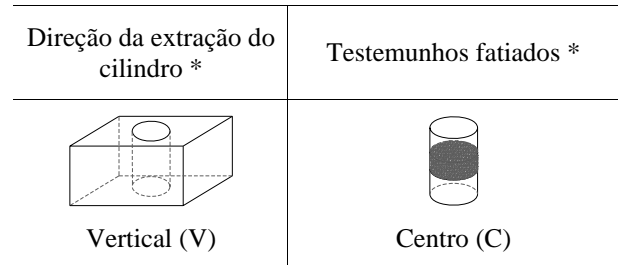 Direção da extração do
cilindro *
Testemunhos fatiados *
Vertical (V)
Centro (C)